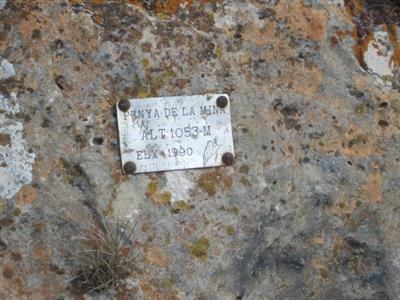 PENYA DE LA MINA
ALT 1053-M
ELX 1990